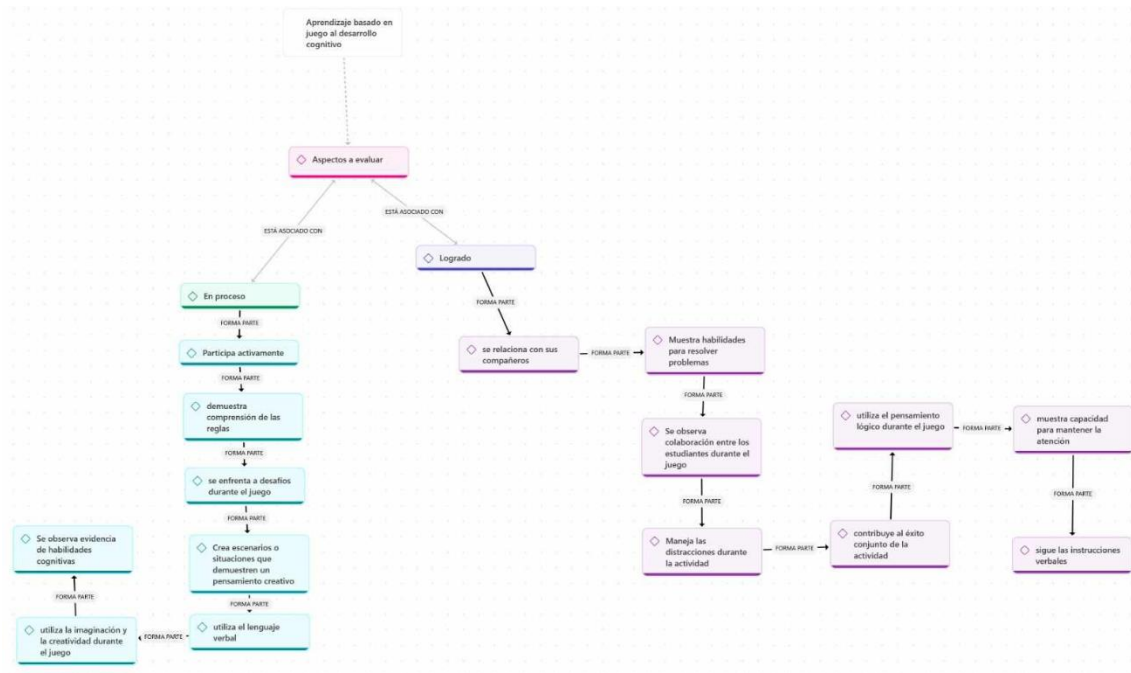 Aprendizaje basado en
juego al desarrollo
cognitivo
Aspectos a evaluar
ESTÁ ASOCIADO CON
ESTÁ ASOCIADO CON
Logrado
En proceso
FORMA PARTE
Participa activamente
FORMA PARTE
demuestra
comprensión de las
reglas
FORMA PARTE
se enfrenta a desafíos
durante el juego
FORMA PARTE
Crea escenarios o
situaciones que
demuestren un
pensamiento creativo
FORMA PARTE
utiliza el lenguaje
verbal
FORMA PARTE
utiliza la imaginación y
la creatividad durante
el juego
FORMA PARTE
Se observa evidencia
de habilidades
cognitivas
FORMA PARTE
se relaciona con sus
compañeros
FORMA PARTE
Muestra habilidades
para resolver
problemas
FORMA PARTE
Se observa
colaboración entre los
estudiantes durante el
juego
FORMA PARTE
Maneja las
distracciones durante
la actividad
FORMA PARTE
contribuye al éxito
conjunto de la
actividad
FORMA PARTE
utiliza el pensamiento
lógico durante el juego
FORMA PARTE
muestra capacidad
para mantener la
atención
FORMA PARTE
sigue las instrucciones
verbales